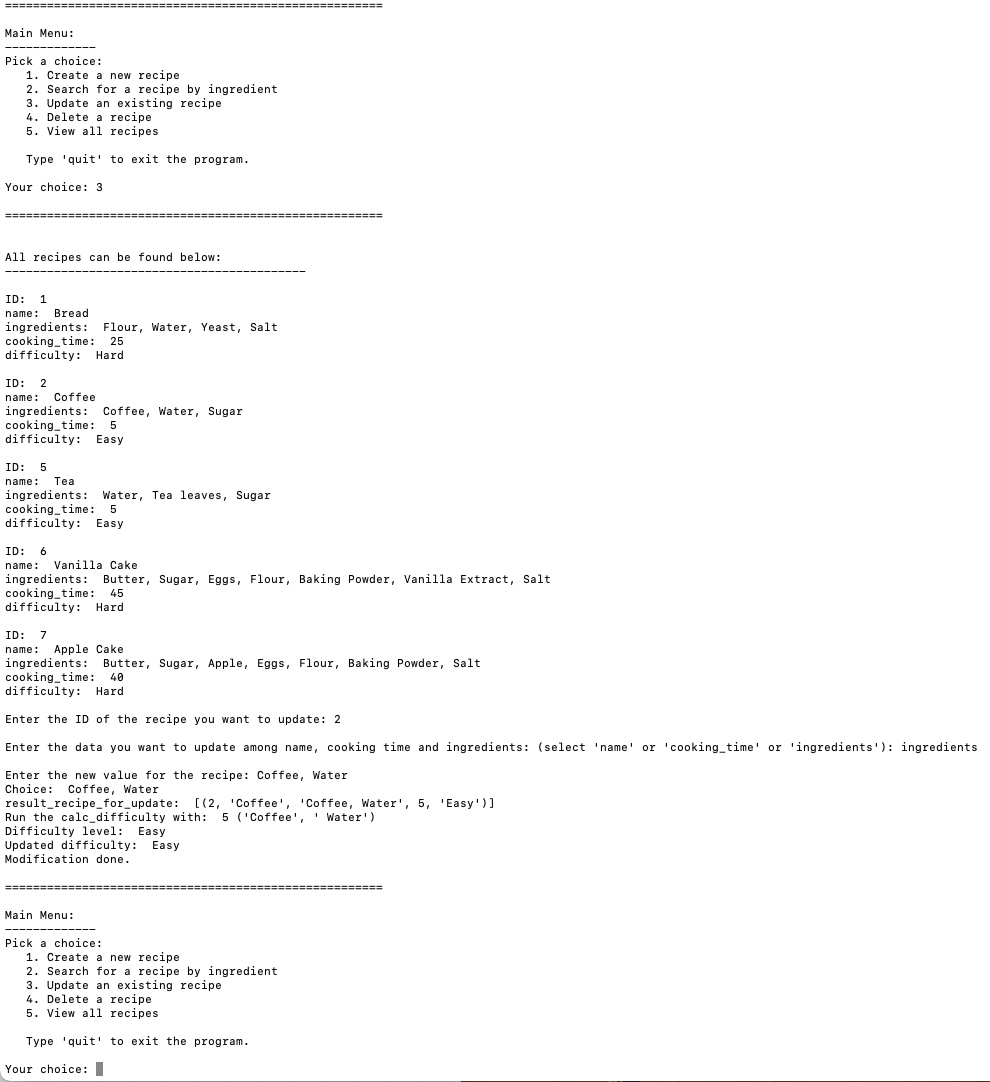 ======================================================
Main Menu:
-------------
Pick a choice:
   1. Create a new recipe
   2. Search for a recipe by ingredient
   3. Update an existing recipe
   4. Delete a recipe
   5. View all recipes
   Type 'quit' to exit the program.
Your choice: 3
======================================================
All recipes can be found below:
-------------------------------------------
ID:  1
name:  Bread
ingredients:  Flour, Water, Yeast, Salt
cooking_time:  25
difficulty:  Hard
ID:  2
name:  Coffee
ingredients:  Coffee, Water, Sugar
cooking_time:  5
difficulty:  Easy
ID:  5
name:  Tea
ingredients:  Water, Tea leaves, Sugar
cooking_time:  5
difficulty:  Easy
ID:  6
name:  Vanilla Cake
ingredients:  Butter, Sugar, Eggs, Flour, Baking Powder, Vanilla Extract, Salt
cooking_time:  45
difficulty:  Hard
ID:  7
name:  Apple Cake
ingredients:  Butter, Sugar, Apple, Eggs, Flour, Baking Powder, Salt
cooking_time:  40
difficulty:  Hard
Enter the ID of the recipe you want to update: 2
Enter the data you want to update among name, cooking time and ingredients: (select 'name' or 'cooking_time' or 'ingredients'): ingredients
Enter the new value for the recipe: Coffee, Water
Choice:  Coffee, Water
result_recipe_for_update:  [(2, 'Coffee', 'Coffee, Water', 5, 'Easy')]
Run the calc_difficulty with:  5 ('Coffee', ' Water')
Difficulty level:  Easy
Updated difficulty:  Easy
Modification done.
======================================================
Main Menu:
-------------
Pick a choice:
   1. Create a new recipe
   2. Search for a recipe by ingredient
   3. Update an existing recipe
   4. Delete a recipe
   5. View all recipes
   Type 'quit' to exit the program.
Your choice: